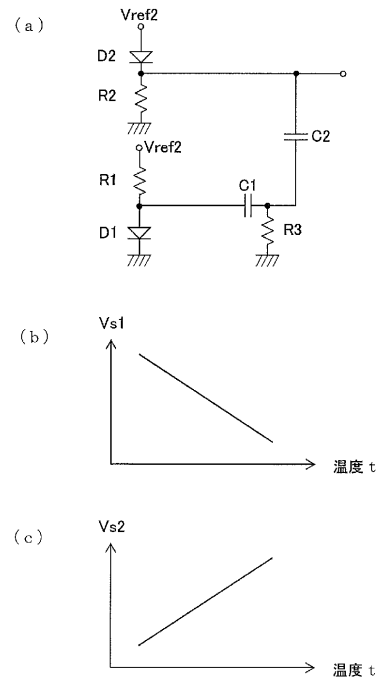 (a)
Vref2
D2
R2
C2
Vref2
R1
C1
R3
D1
(b)
Vs1
温度 t
(c)
Vs2
温度 t